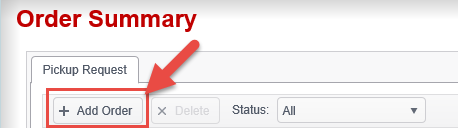 Order Summary
Pickup Request
+ Add Order × Delete Status: All